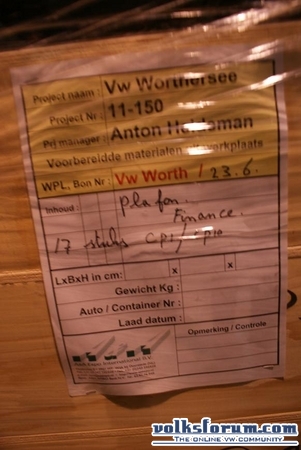 Project naam : Vw Worthersee
Project Nr : 11-150
Prj manager : Anton
Voorbereidde materialen werkplaats
WPL, Bon Nr : Vw Worth / 23.6.
Inhoud : plafon.
Finance.
17 stuks
LxBxH in cm: x x
Gewicht Kg :
Auto / Container Nr :
Laad datum :
Opmerking / Controle
volksforum.com
The online vw community